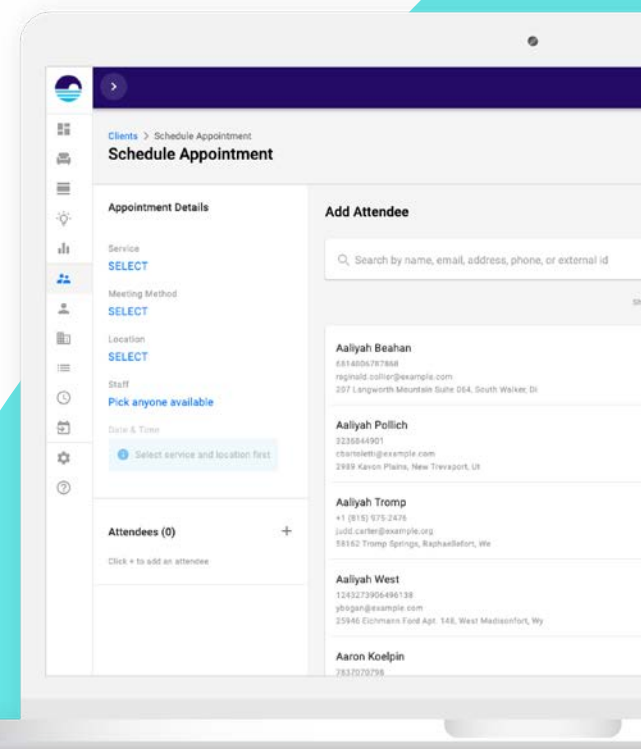 Clients > Schedule Appointment
Schedule Appointment
Appointment Details
Service
SELECT
Meeting Method
SELECT
Location
SELECT
Staff
Pick anyone available
Date & Time
Select service and location first
Attendees (0) +
Click + to add an attendee
Add Attendee
Search by name, email, address, phone, or external id
Aaliyah Beahan
6814806787868
reginald.collier@example.com
207 Langworth Mountain Suite 064, South Walker, DI
Aaliyah Pollich
3236844901
cbartoletti@example.com
2939 Kavon Plains, New Trevaport, UI
Aaliyah Tromp
+1 (815) 975-2476
judd.carter@example.org
58162 Tromp Springs, Raphaellefort, We
Aaliyah West
1243273906496138
ybogan@example.com
25946 Eichmann Ford Apt. 148, West Madisonfort, Wy
Aaron Koelpin
7837070798